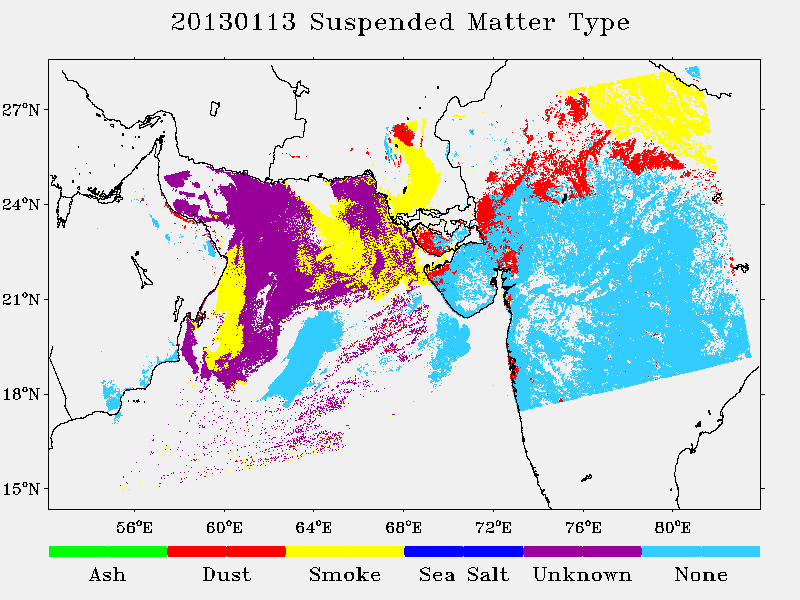 20130113 Suspended Matter Type
27°N
24°N
21°N
18°N
15°N
56°E 60°E 64°E 68°E 72°E 76°E 80°E
Ash Dust Smoke Sea Salt Unknown None